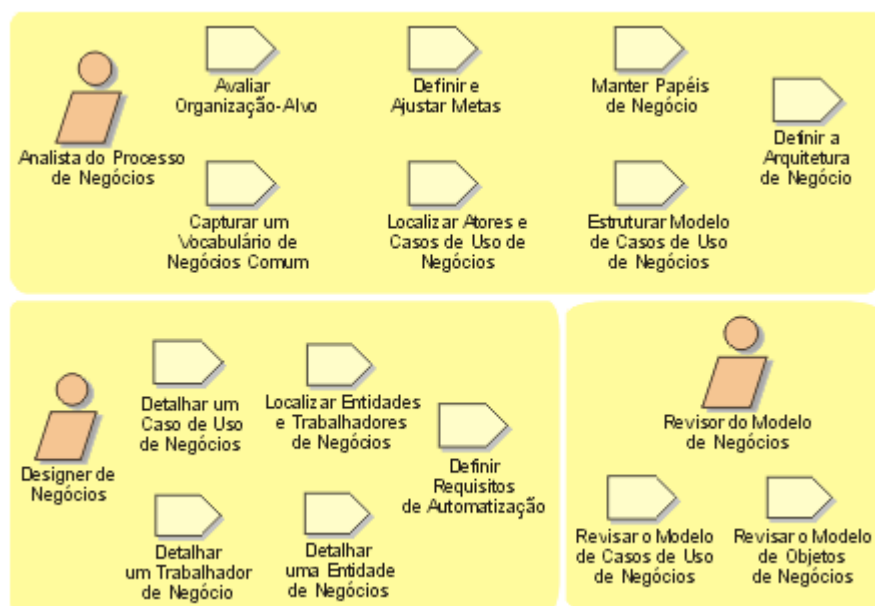 Analista do Processo
de Negócios
Avaliar
Organização-Alvo
Definir e
Ajustar Metas
Manter Papéis
de Negócio
Definir a
Arquitetura
de Negócio
Capturar um
Vocabulário de
Negócios Comum
Localizar Atores e
Casos de Uso de
Negócios
Estruturar Modelo
de Casos de Uso
de Negócios
Designer de
Negócios
Detalhar um
Caso de Uso
de Negócios
Localizar Entidades
e Trabalhadores
de Negócios
Definir
Requisitos
de Automatização
Detalhar
um Trabalhador
de Negócio
Detalhar
uma Entidade
de Negócios
Revisor do Modelo
de Negócios
Revisar o Modelo
de Casos de Uso
de Negócios
Revisar o Modelo
de Objetos
de Negócios